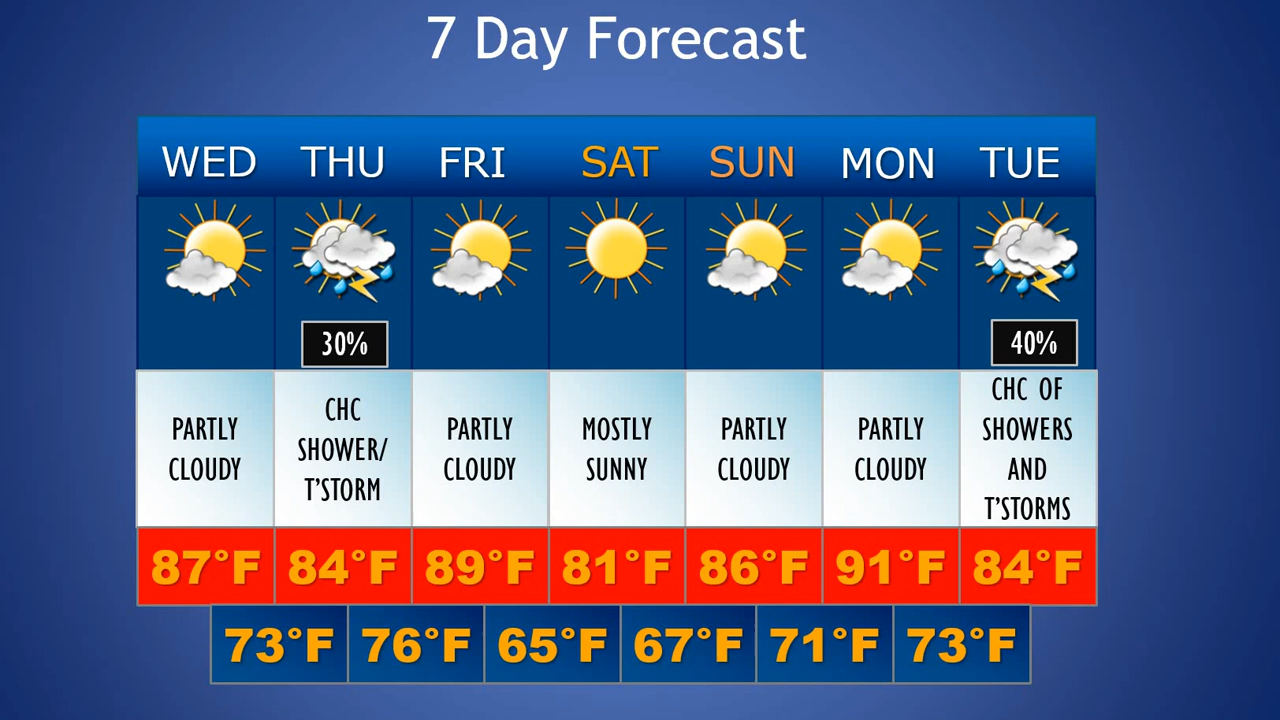 7 Day Forecast
WED THU FRI SAT SUN MON TUE
30% 40%
PARTLY
CLOUDY
CHC
SHOWER/
T'STORM
PARTLY
CLOUDY
MOSTLY
SUNNY
PARTLY
CLOUDY
PARTLY
CLOUDY
CHC OF
SHOWERS
AND
T'STORMS
87°F 84°F 89°F 81°F 86°F 91°F 84°F
73°F 76°F 65°F 67°F 71°F 73°F